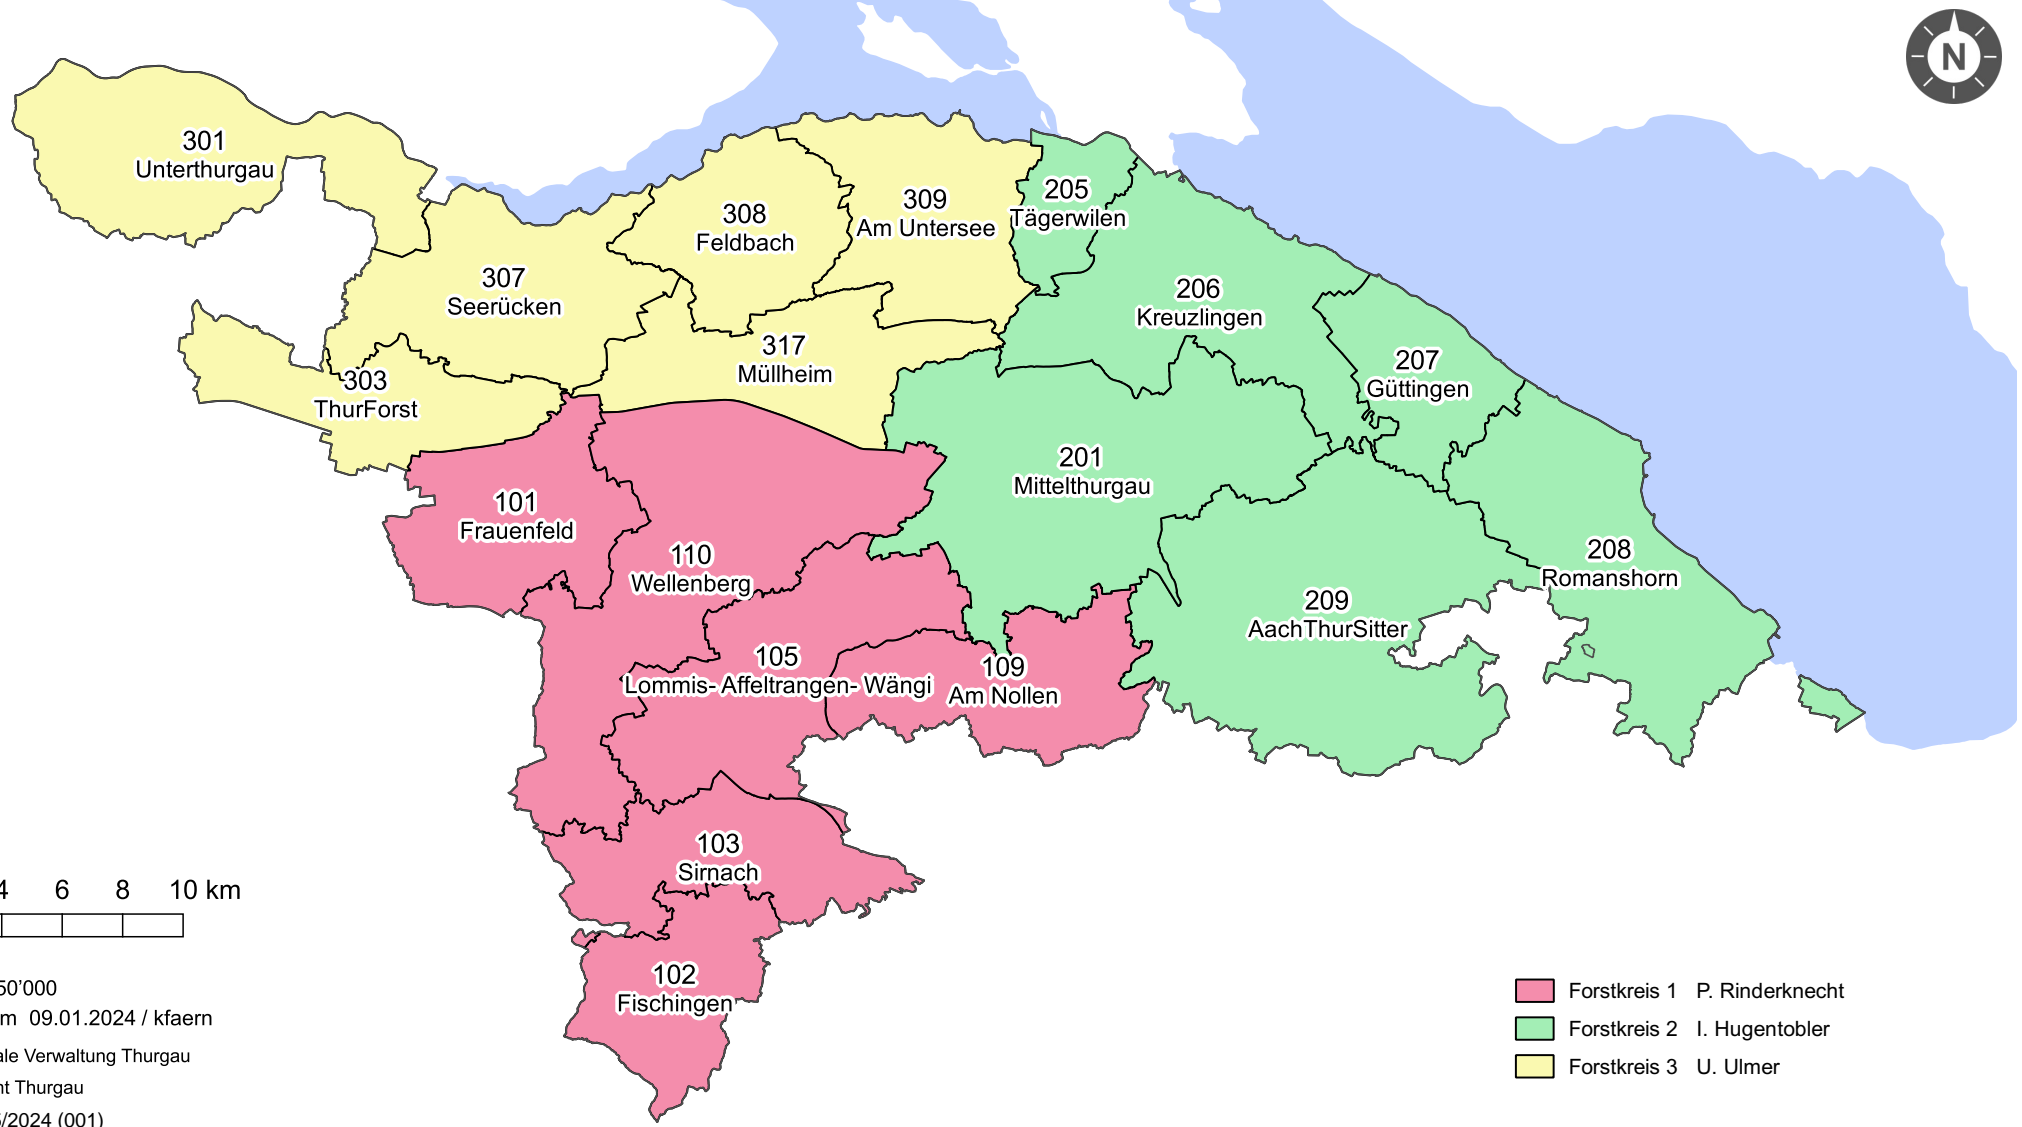 N
301
Unterthurgau
205
Tägerwilen
309
Am Untersee
308
Feldbach
307
Seerücken
206
Kreuzlingen
317
Müllheim
207
Güttingen
303
ThurForst
201
Mittelthurgau
101
Frauenfeld
110
Wellenberg
208
Romanshorn
209
AachThurSitter
105
Lommis- Affeltrangen- Wängi
109
Am Nollen
103
Sirnach
102
Fischingen
4 6 8 10 km
50’000
m 09.01.2024 / kfaern
ale Verwaltung Thurgau
nt Thurgau
/2024 (001)
Forstkreis 1 P. Rinderknecht
Forstkreis 2 I. Hugentobler
Forstkreis 3 U. Ulmer